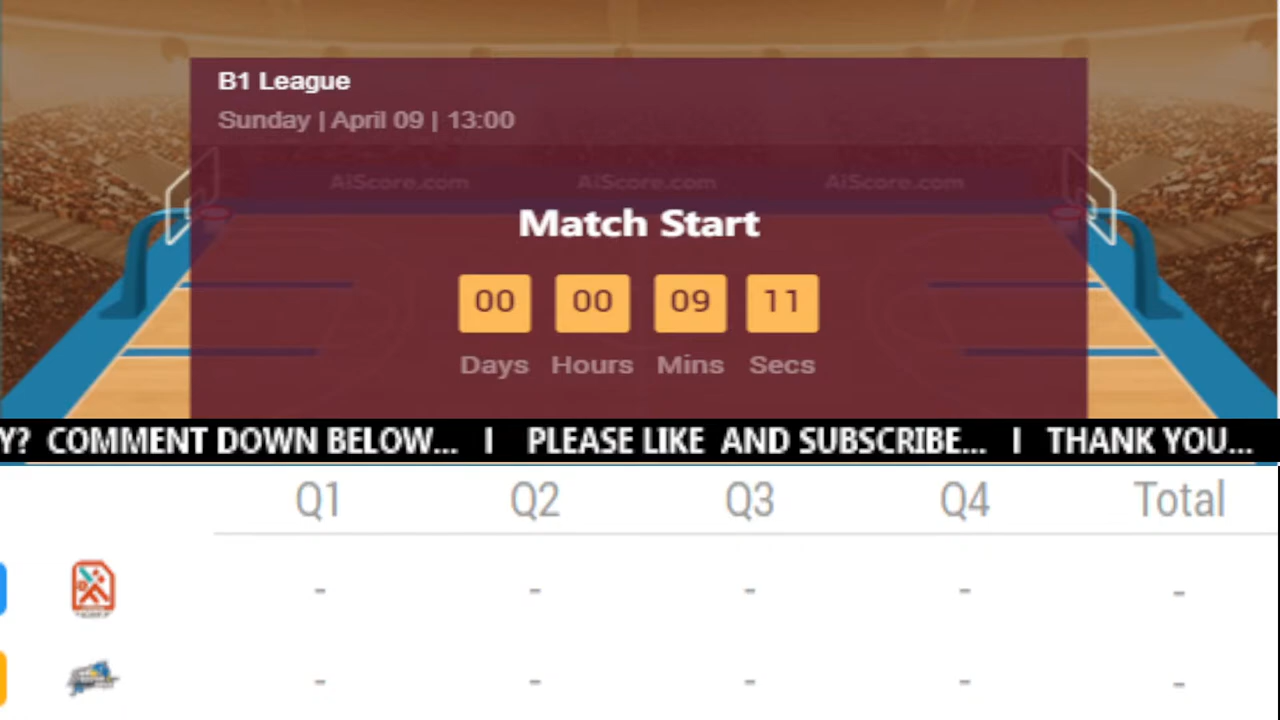 B1 League
Sunday | April 09 | 13:00
AiScore.com AiScore.com AiScore.com
Match Start
00 00 09 11
Days Hours Mins Secs
Y? COMMENT DOWN BELOW... | PLEASE LIKE AND SUBSCRIBE... | THANK YOU...
Q1 Q2 Q3 Q4 Total
- - - - -
- - - - -